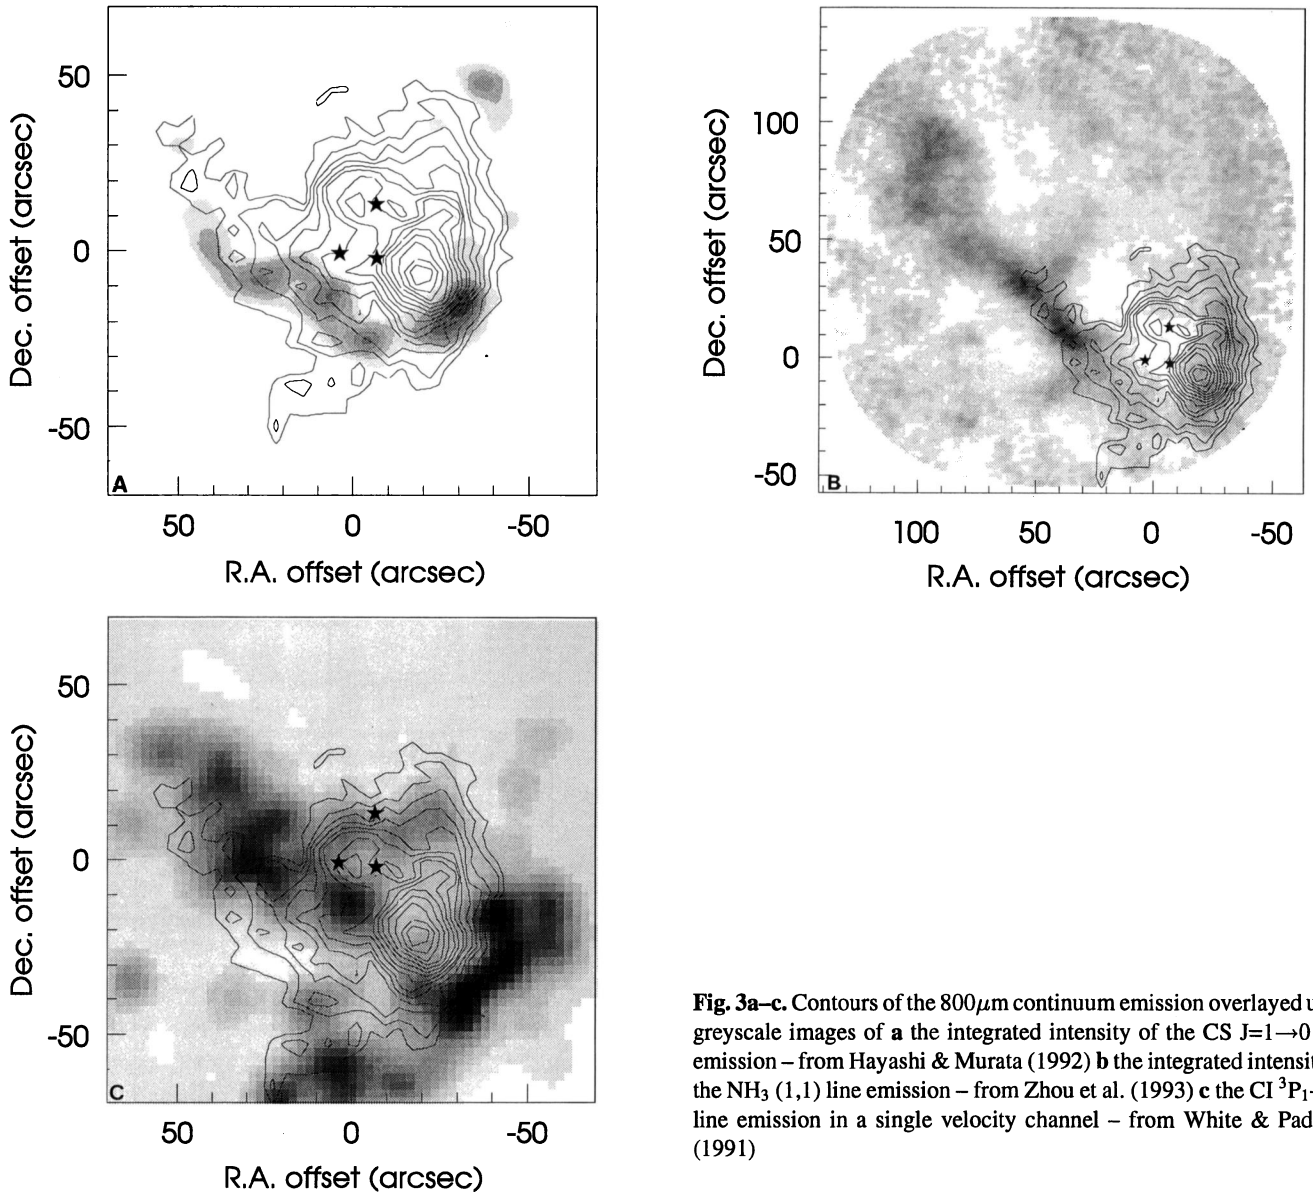 50
0
-50
Dec. offset (arcsec)
A
50
0
-50
R.A. offset (arcsec)
100
50
0
-50
Dec. offset (arcsec)
B
100
50
0
-50
R.A. offset (arcsec)
50
0
-50
Dec. offset (arcsec)
C
50
0
-50
R.A. offset (arcsec)
Fig. 3a–c. Contours of the 800μm continuum emission overlayed
greyscale images of a the integrated intensity of the CS J=1→0
emission – from Hayashi & Murata (1992) b the integrated
the NH₃ (1,1) line emission – from Zhou et al. (1993) c the CI ³P₁
line emission in a single velocity channel – from White &
(1991)